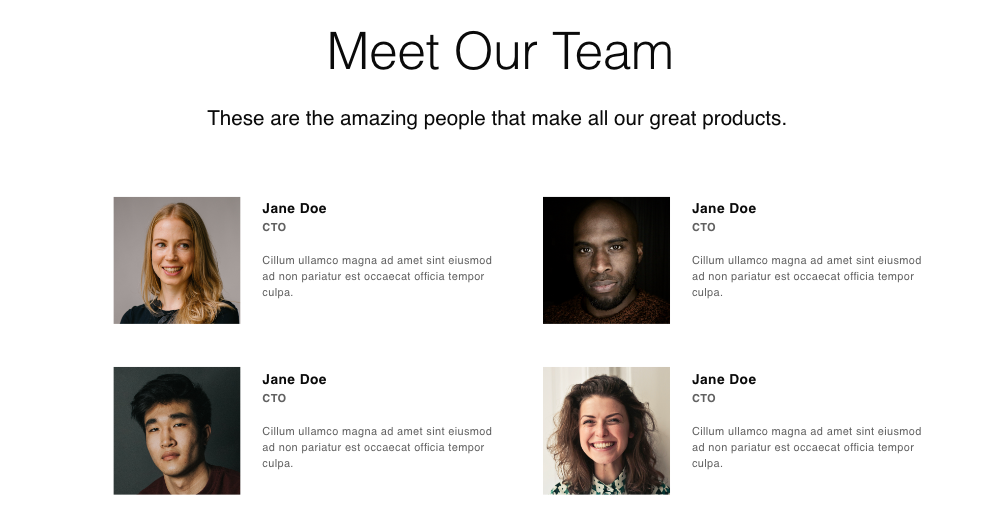 Meet Our Team
These are the amazing people that make all our great products.
Jane Doe
CTO
Cillum ullamco magna ad amet sint eiusmod
ad non pariatur est occaecat officia tempor
culpa.
Jane Doe
CTO
Cillum ullamco magna ad amet sint eiusmod
ad non pariatur est occaecat officia tempor
culpa.
Jane Doe
CTO
Cillum ullamco magna ad amet sint eiusmod
ad non pariatur est occaecat officia tempor
culpa.
Jane Doe
CTO
Cillum ullamco magna ad amet sint eiusmod
ad non pariatur est occaecat officia tempor
culpa.